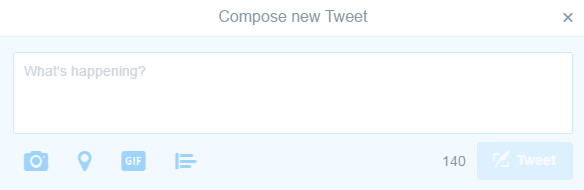 Compose new Tweet
What's happening?
GIF
140 Tweet